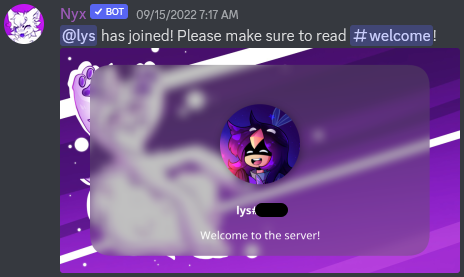 Nyx ✔ BOT 09/15/2022 7:17 AM
@lys has joined! Please make sure to read # welcome!
lys#
Welcome to the server!